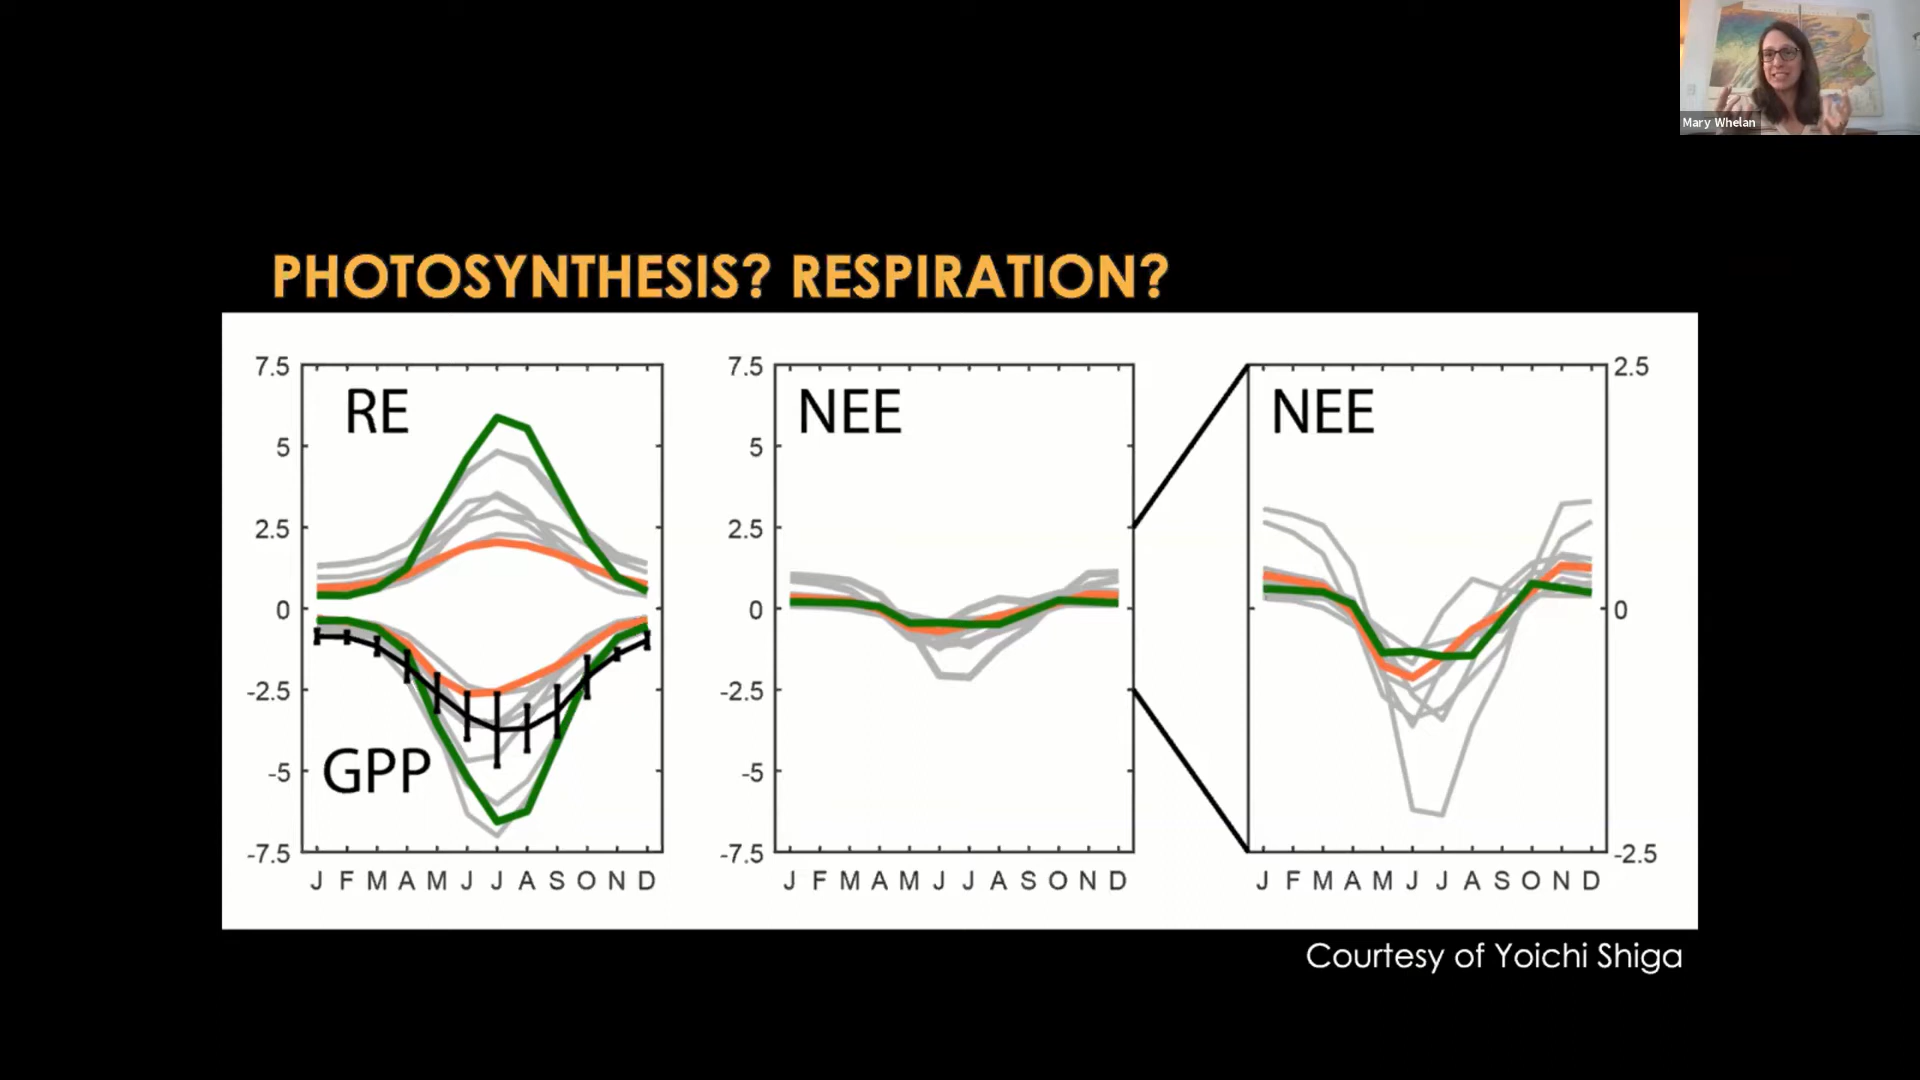 Mary Whelan
PHOTOSYNTHESIS? RESPIRATION?
7.5
5
2.5
0
-2.5
-5
-7.5
RE
GPP
J F M A M J J A S O N D
7.5
5
2.5
0
-2.5
-5
-7.5
NEE
J F M A M J J A S O N D
NEE
2.5
0
-2.5
J F M A M J J A S O N D
Courtesy of Yoichi Shiga